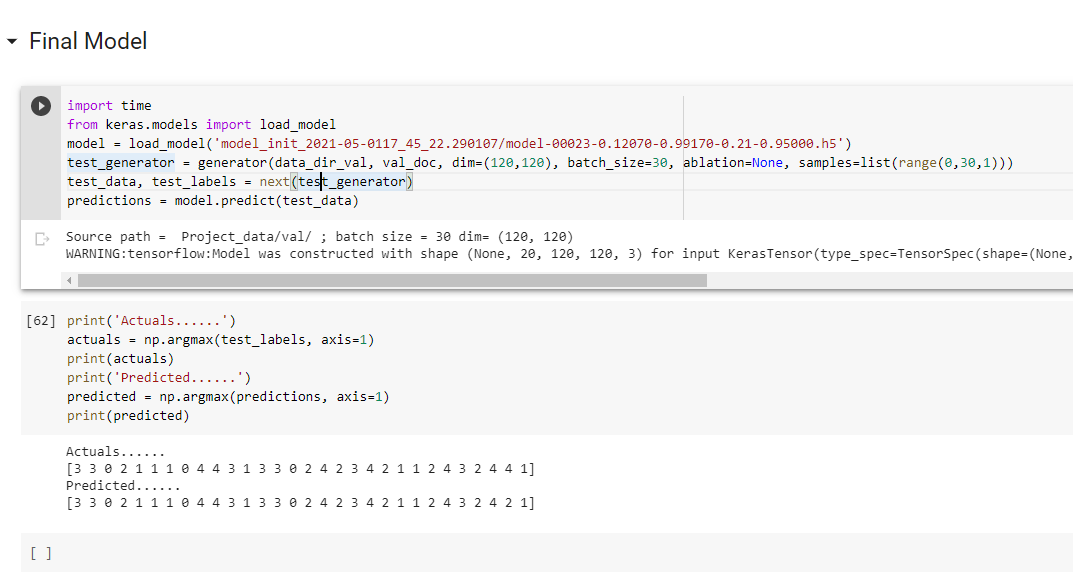 Final Model
import time
from keras.models import load_model
model = load_model('model_init_2021-05-0117_45_22.290107/model-00023-0.12070-0.99170-0.21-0.95000.h5')
test_generator = generator(data_dir_val, val_doc, dim=(120,120), batch_size=30, ablation=None, samples=list(range(0,30,1)))
test_data, test_labels = next(test_generator)
predictions = model.predict(test_data)
Source path =  Project_data/val/ ; batch size = 30 dim= (120, 120)
WARNING:tensorflow:Model was constructed with shape (None, 20, 120, 120, 3) for input KerasTensor(type_spec=TensorSpec(shape=(None,
[62] print('Actuals......')
actuals = np.argmax(test_labels, axis=1)
print(actuals)
print('Predicted......')
predicted = np.argmax(predictions, axis=1)
print(predicted)
Actuals......
[3 3 0 2 1 1 1 0 4 4 3 1 3 3 0 2 4 2 3 4 2 1 1 2 4 3 2 4 4 1]
Predicted......
[3 3 0 2 1 1 1 0 4 4 3 1 3 3 0 2 4 2 3 4 2 1 1 2 4 3 2 4 2 1]
[ ]